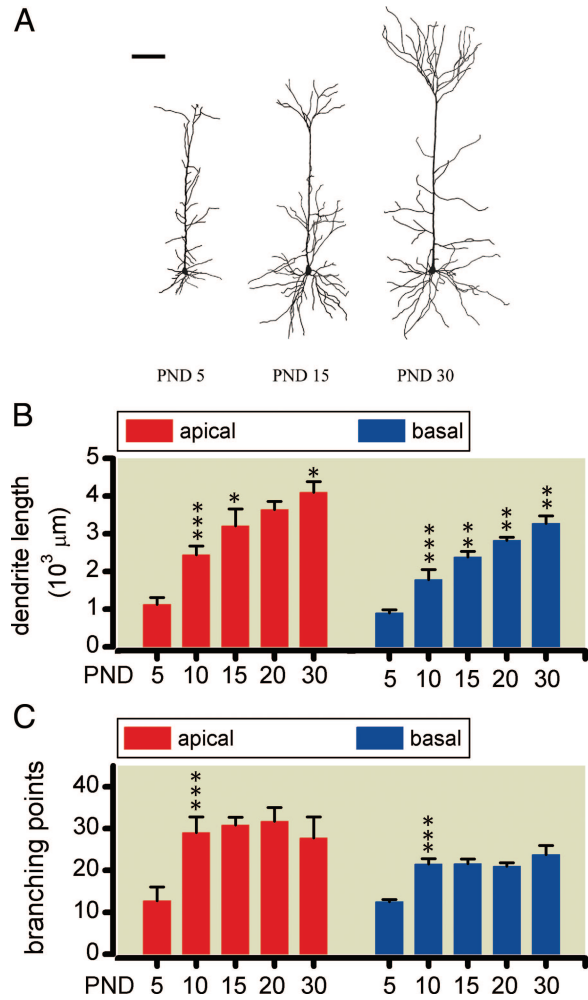 A
PND 5 PND 15 PND 30
B
apical basal
dendrite length
(10³ µm)
5
4
3
2
1
0
*** * * *** ** ** **
PND 5 10 15 20 30 5 10 15 20 30
C
apical basal
branching points
40
30
20
10
0
*** ***
PND 5 10 15 20 30 5 10 15 20 30